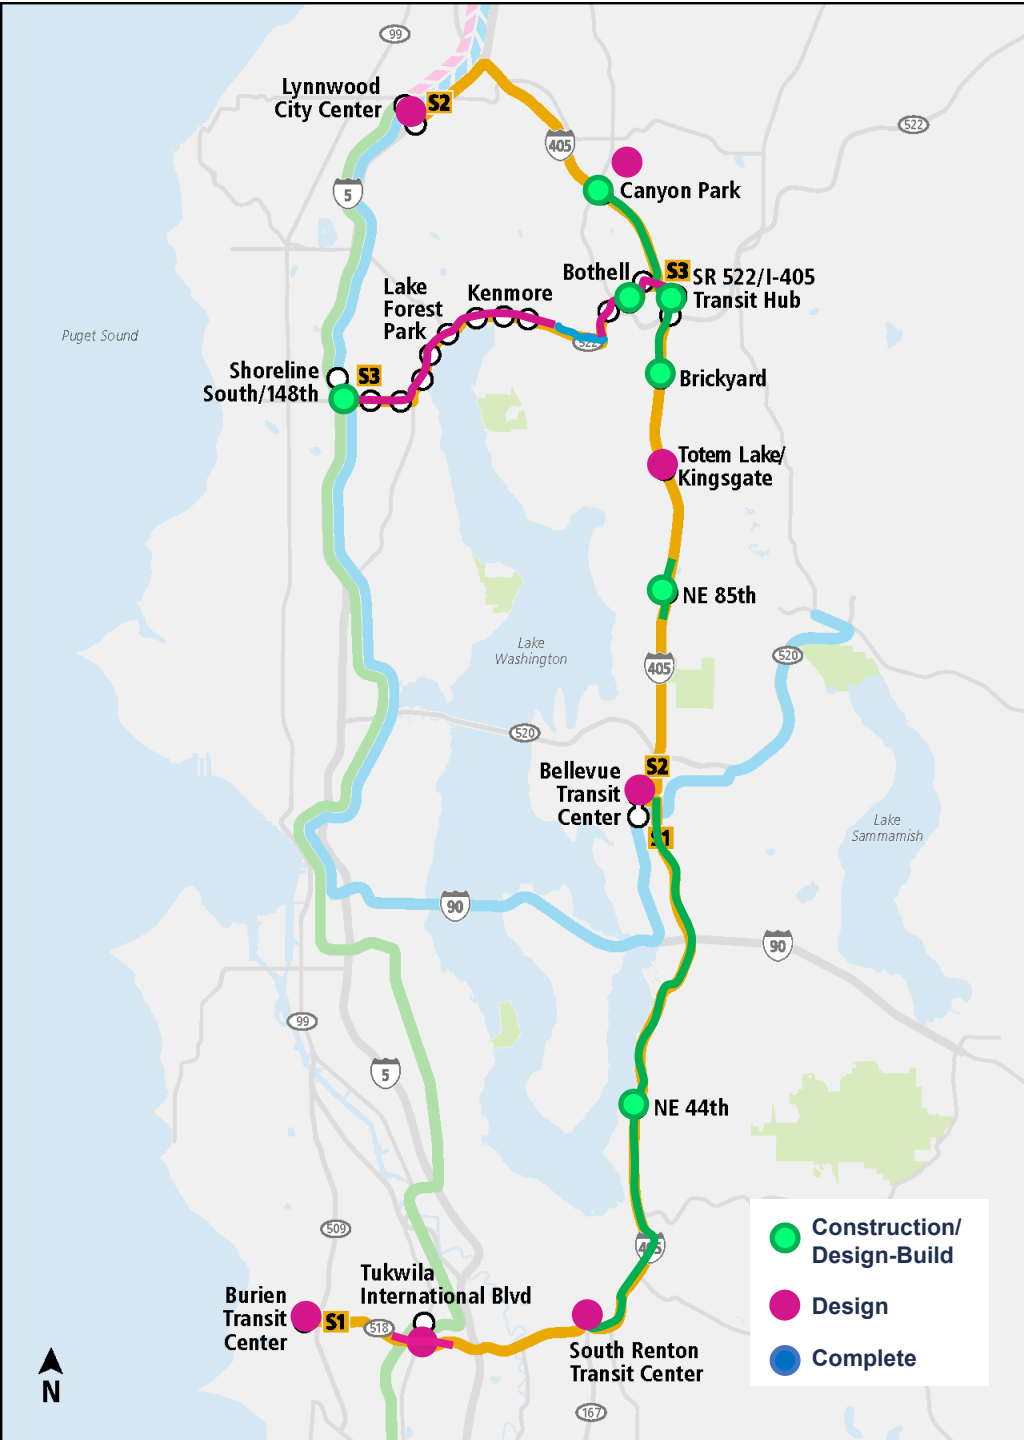 99
Lynnwood
City Center
S2
522
405
Canyon Park
5
Bothell
S3
SR 522/I-405
Transit Hub
Lake
Forest
Park
Kenmore
Puget Sound
522
Shoreline
South/148th
S3
Brickyard
Totem Lake/
Kingsgate
NE 85th
Lake
Washington
405
520
520
Bellevue
Transit
Center
S2
S1
Lake
Sammamish
90
90
99
5
NE 44th
509
405
Tukwila
International Blvd
Burien
Transit
Center
S1
518
South Renton
Transit Center
167
N
Construction/
Design-Build
Design
Complete